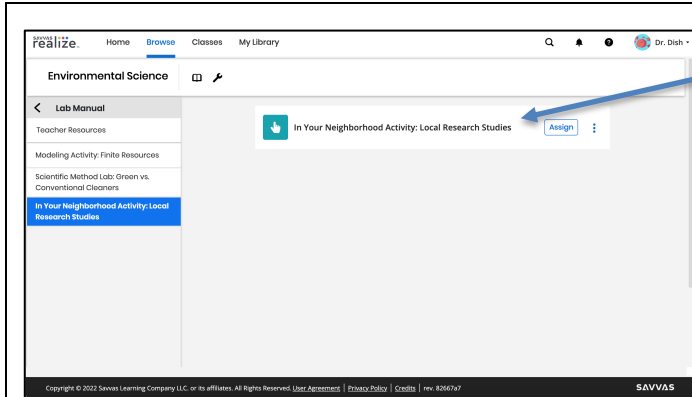 SAVVAS
realize
Home Browse Classes My Library
Dr. Dish
Environmental Science
Lab Manual
Teacher Resources
Modeling Activity: Finite Resources
Scientific Method Lab: Green vs.
Conventional Cleaners
In Your Neighborhood Activity: Local
Research Studies
In Your Neighborhood Activity: Local Research Studies
Assign
Copyright © 2022 Savvas Learning Company LLC. or its affiliates. All Rights Reserved. User Agreement | Privacy Policy | Credits | rev. 82667a7
SAVVAS